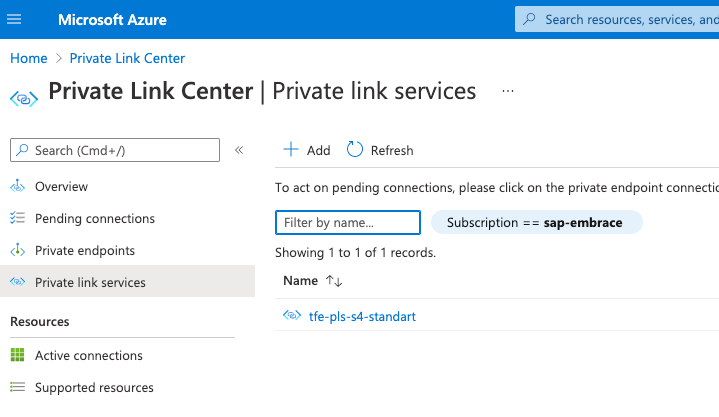 Microsoft Azure
Search resources, services, and
Home > Private Link Center
Private Link Center | Private link services ...
Search (Cmd+/) «
Overview
Pending connections
Private endpoints
Private link services
Resources
Active connections
Supported resources
Add Refresh
To act on pending connections, please click on the private endpoint connectio
Filter by name... Subscription == sap-embrace
Showing 1 to 1 of 1 records.
Name ↑↓
tfe-pls-s4-standart